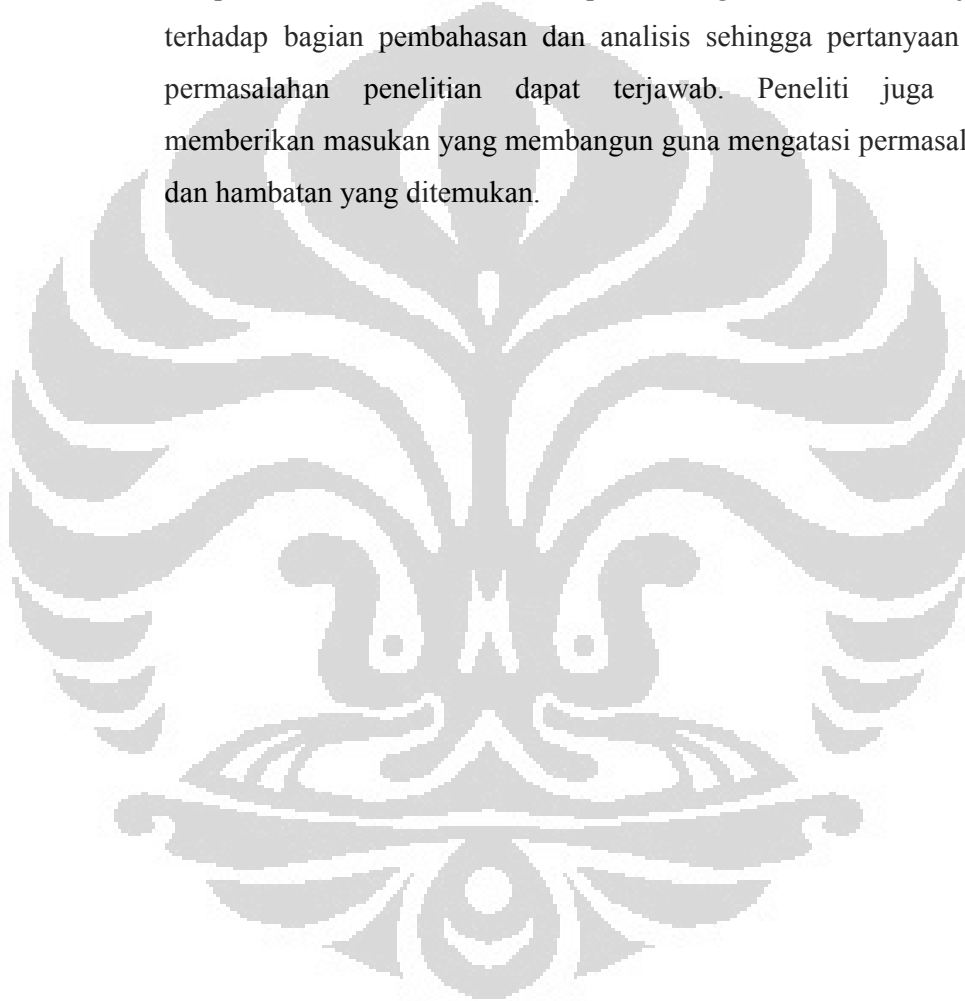 terhadap bagian pembahasan dan analisis sehingga pertanyaan
permasalahan penelitian dapat terjawab. Peneliti juga
memberikan masukan yang membangun guna mengatasi permasal
dan hambatan yang ditemukan.